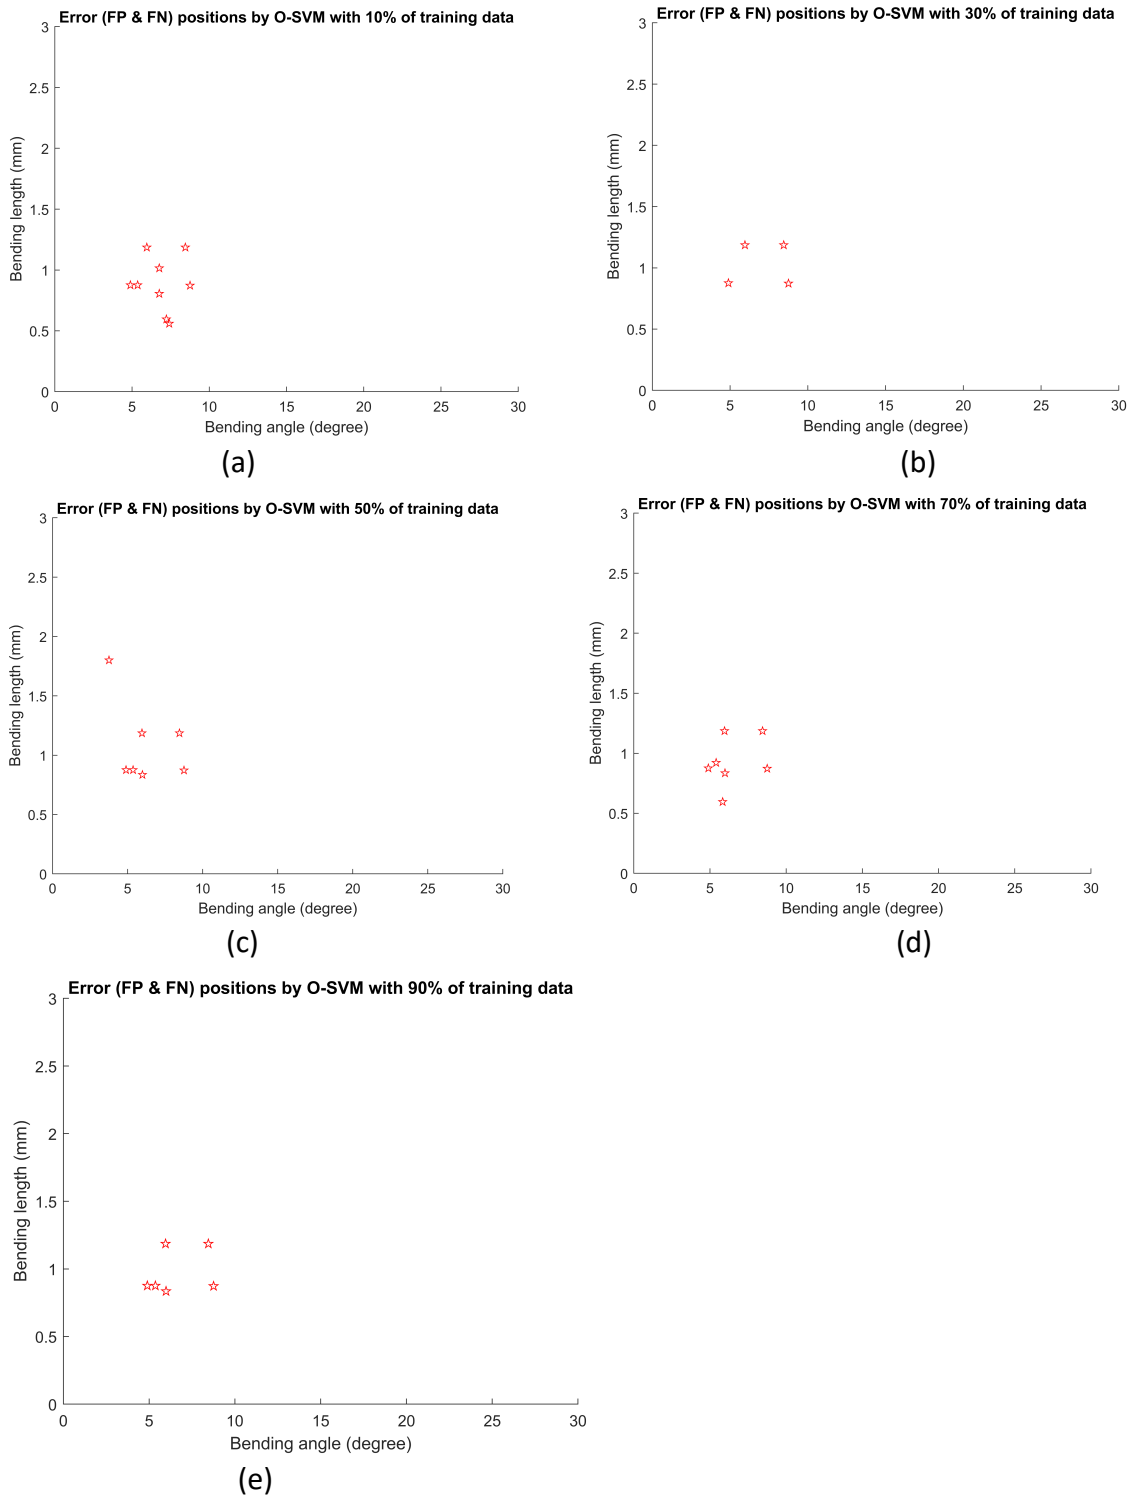 Error (FP & FN) positions by O-SVM with 10% of training data
3
2.5
2
1.5
1
0.5
0
Bending length (mm)
0 5 10 15 20 25 30
Bending angle (degree)
(a)
Error (FP & FN) positions by O-SVM with 30% of training data
3
2.5
2
1.5
1
0.5
0
Bending length (mm)
0 5 10 15 20 25 30
Bending angle (degree)
(b)
Error (FP & FN) positions by O-SVM with 50% of training data
3
2.5
2
1.5
1
0.5
0
Bending length (mm)
0 5 10 15 20 25 30
Bending angle (degree)
(c)
Error (FP & FN) positions by O-SVM with 70% of training data
3
2.5
2
1.5
1
0.5
0
Bending length (mm)
0 5 10 15 20 25 30
Bending angle (degree)
(d)
Error (FP & FN) positions by O-SVM with 90% of training data
3
2.5
2
1.5
1
0.5
0
Bending length (mm)
0 5 10 15 20 25 30
Bending angle (degree)
(e)